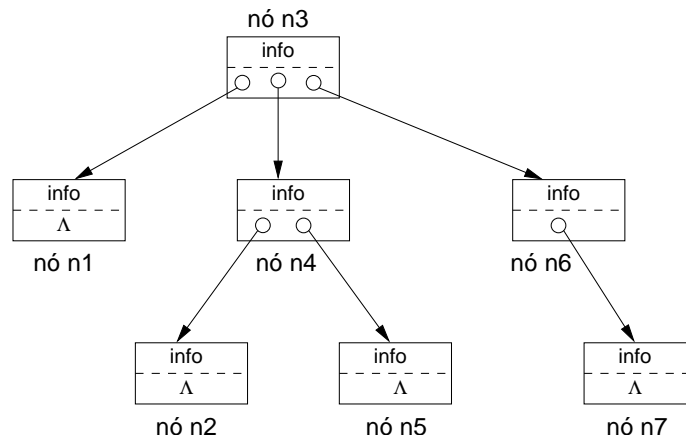 nó n3
info
info
Λ
nó n1
info
nó n4
info
nó n6
info
Λ
nó n2
info
Λ
nó n5
info
Λ
nó n7